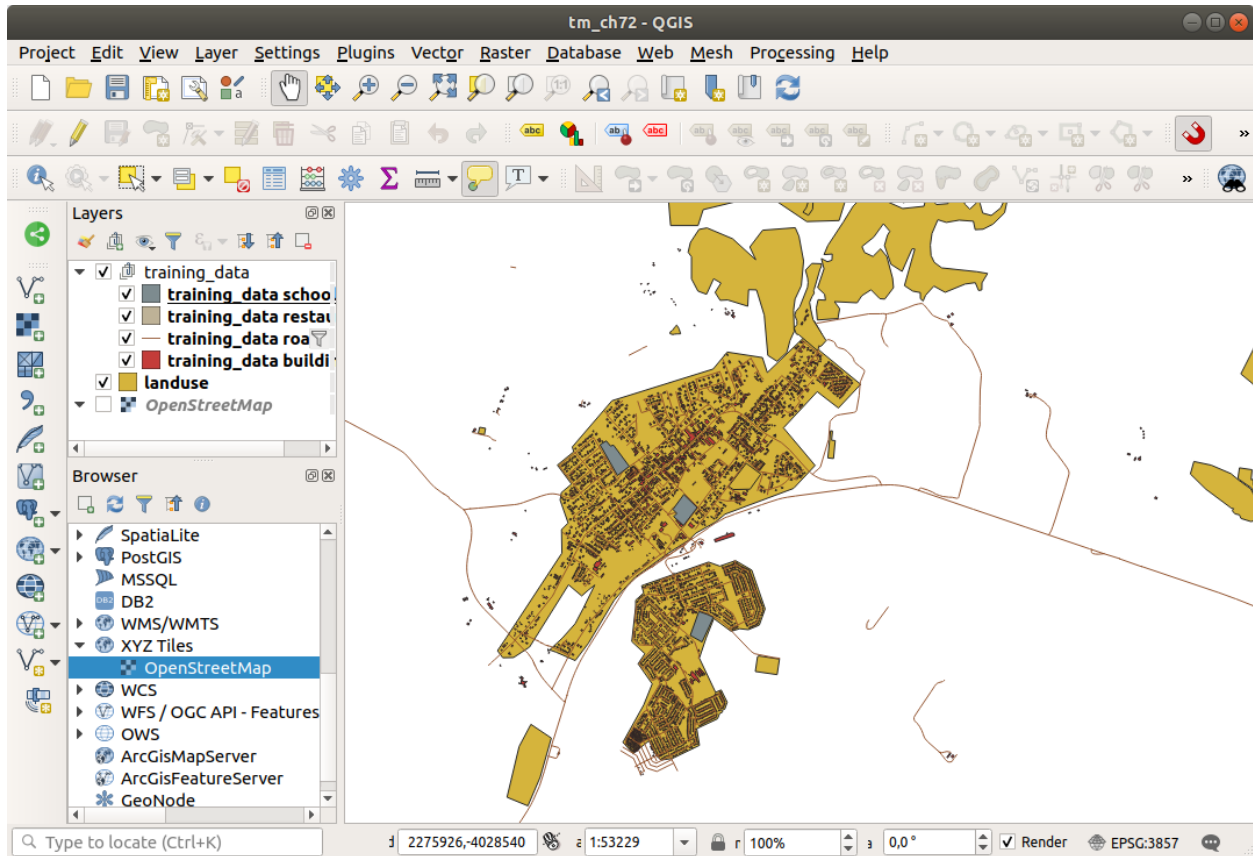 tm_ch72 - QGIS
Project Edit View Layer Settings Plugins Vector Raster Database Web Mesh Processing Help
Layers
training_data
training_data schoo
training_data restau
training_data roa
training_data buildi
landuse
OpenStreetMap
Browser
SpatiaLite
PostGIS
MSSQL
DB2
WMS/WMTS
XYZ Tiles
OpenStreetMap
WCS
WFS / OGC API - Features
OWS
ArcGisMapServer
ArcGisFeatureServer
GeoNode
Type to locate (Ctrl+K) 2275926,-4028540 1:53229 100% 0,0 ° Render EPSG:3857